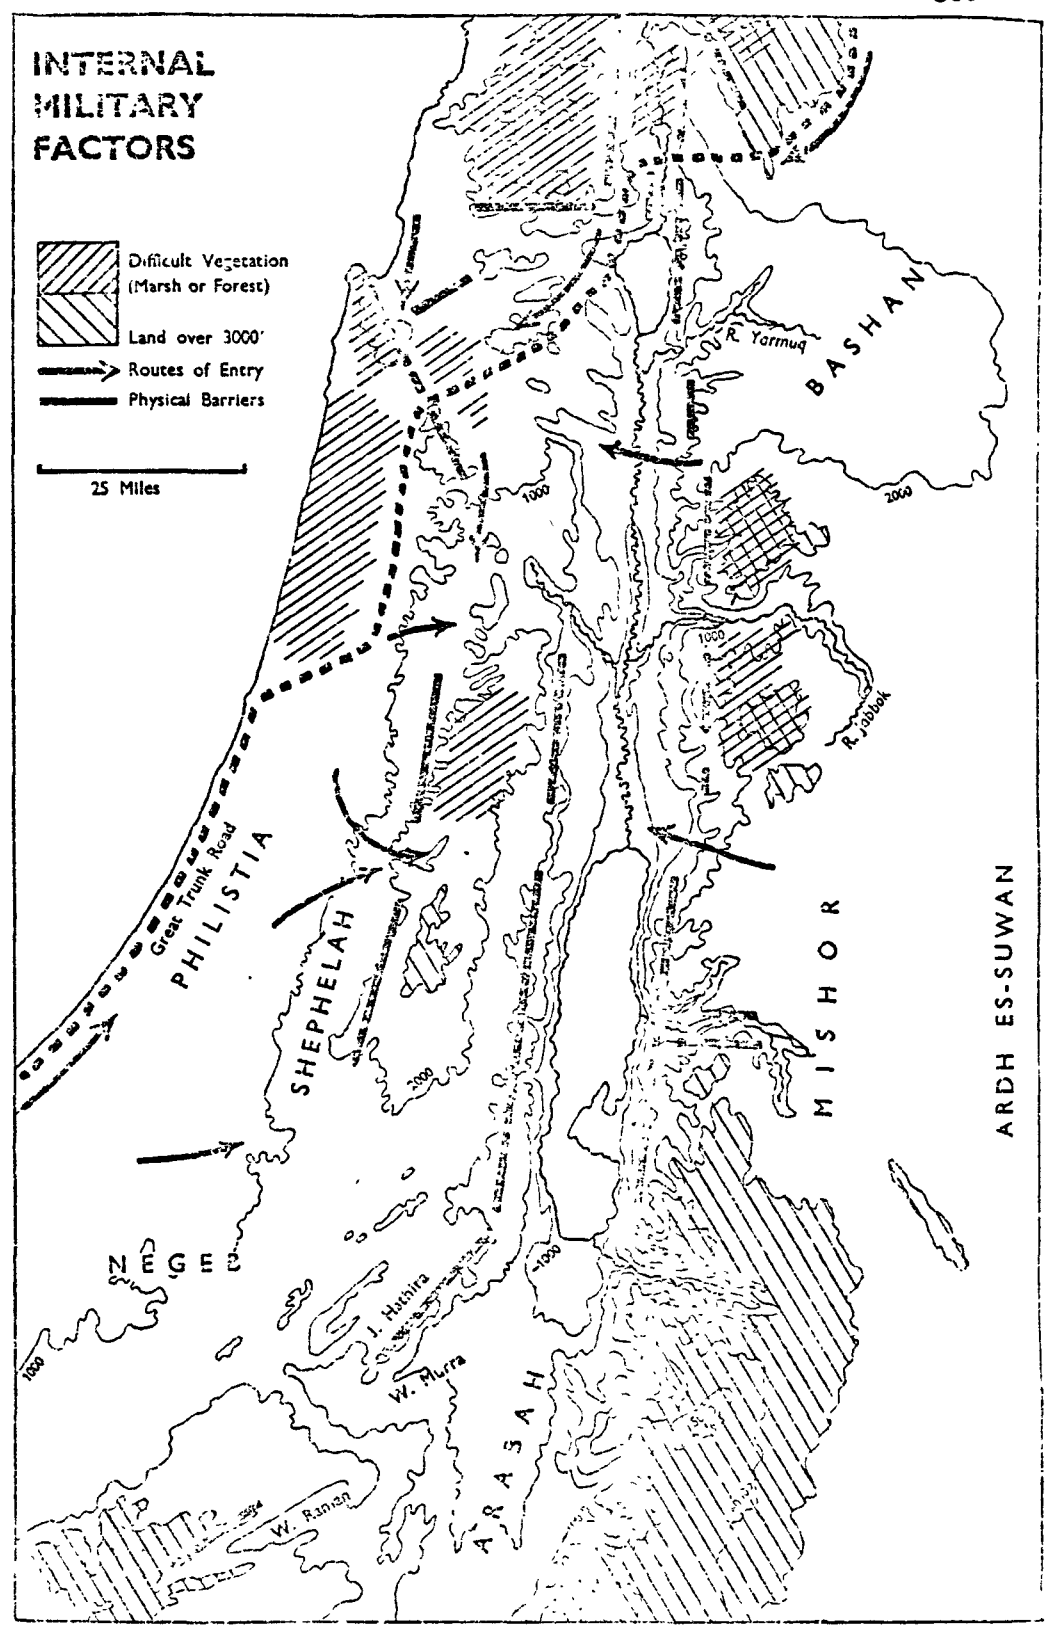 INTERNAL
MILITARY
FACTORS
Difficult Vegetation
(Marsh or Forest)
Land over 3000'
Routes of Entry
Physical Barriers
25 Miles
R. Yarmuq
BASHAN
1000
2000
1000
R. Jabbok
Great Trunk Road
PHILISTIA
SHEPHELAH
MISHOR
ARDH ES-SUWAN
2000
NEGEB
-1000
J. Hathira
W. Murra
1000
ARABAH
W. Raman